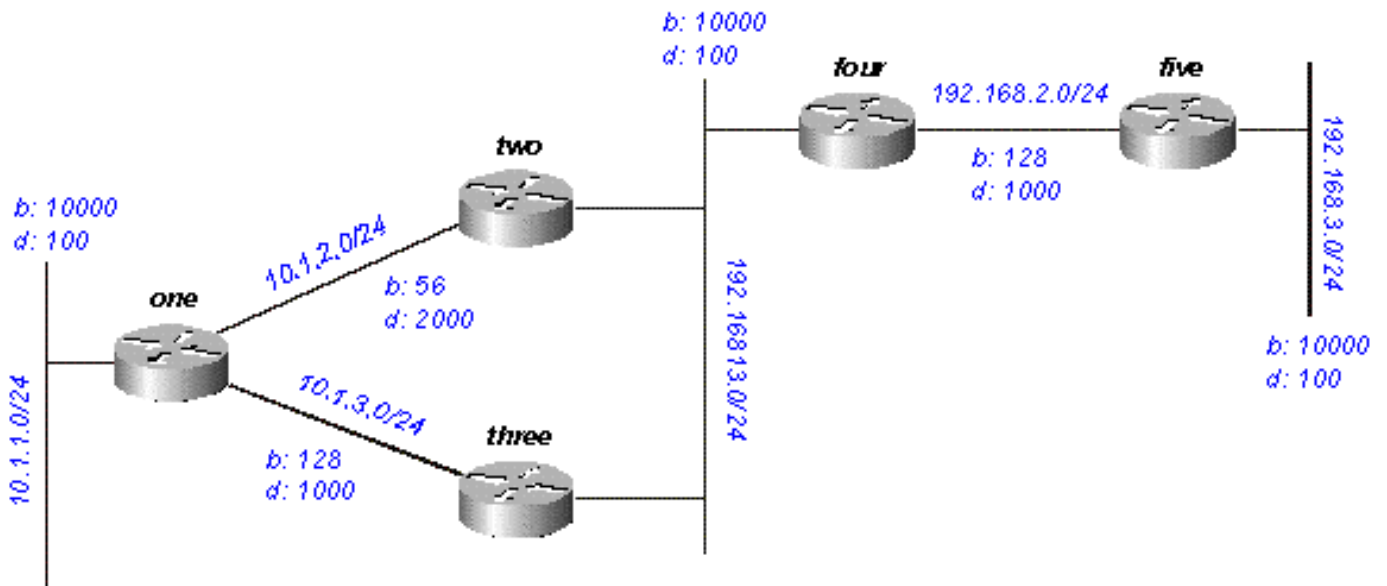 b: 10000
d: 100
four
five
192.168.2.0/24
b: 128
d: 1000
192.168.3.0/24
b: 10000
d: 100
two
b: 10000
d: 100
10.1.2.0/24
b: 56
d: 2000
one
10.1.1.0/24
10.1.3.0/24
b: 128
d: 1000
three
192.16813.0/24